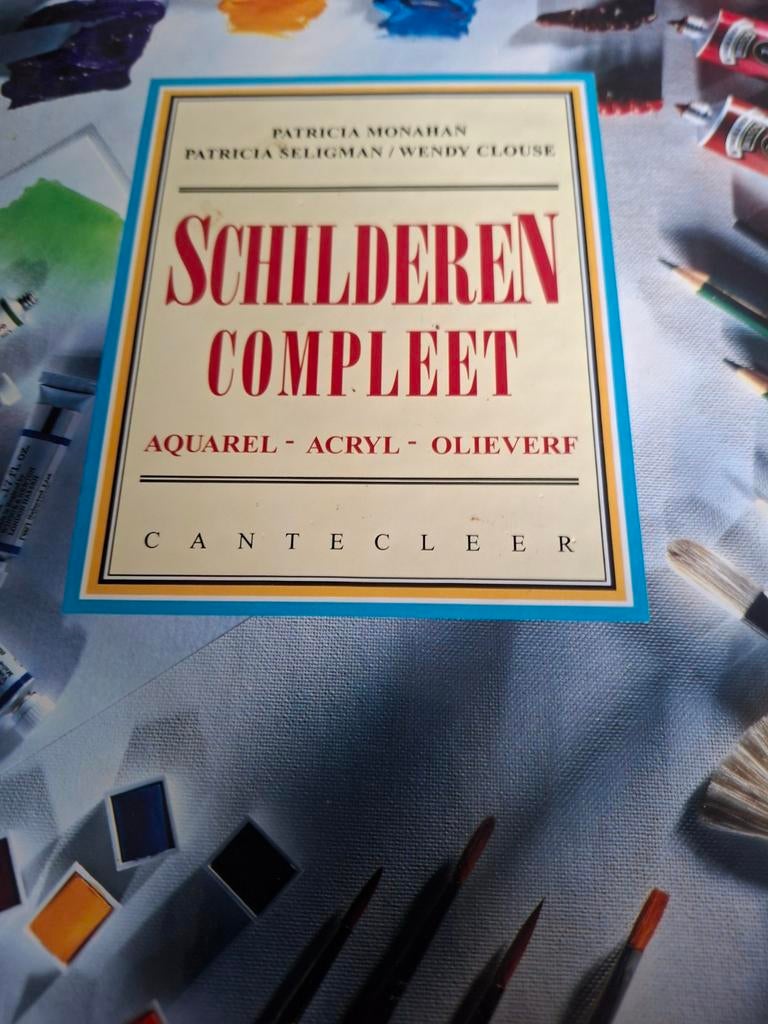 PATRICIA MONAHAN
PATRICIA SELIGMAN / WENDY CLOUSE
SCHILDEREN
COMPLEET
AQUAREL - ACRYL - OLIEVERF
CANTECLEER